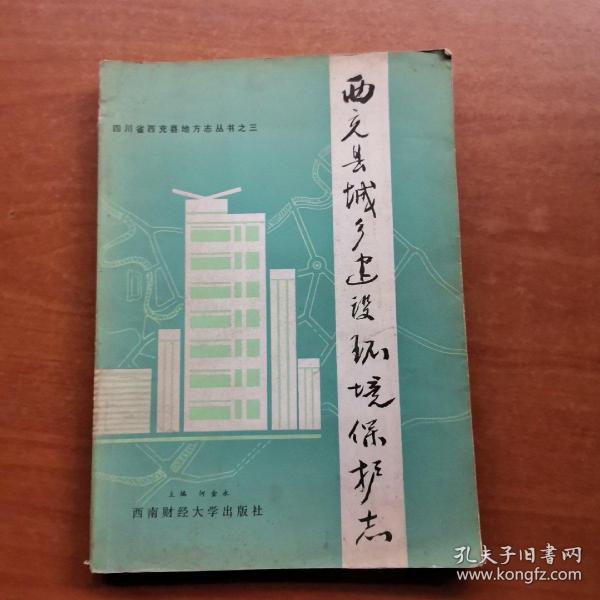 四川省西充县地方志丛书之三
西充县城乡建设环境保护志
主编 何金永
西南财经大学出版社
孔夫子旧书网
www.kongfz.com